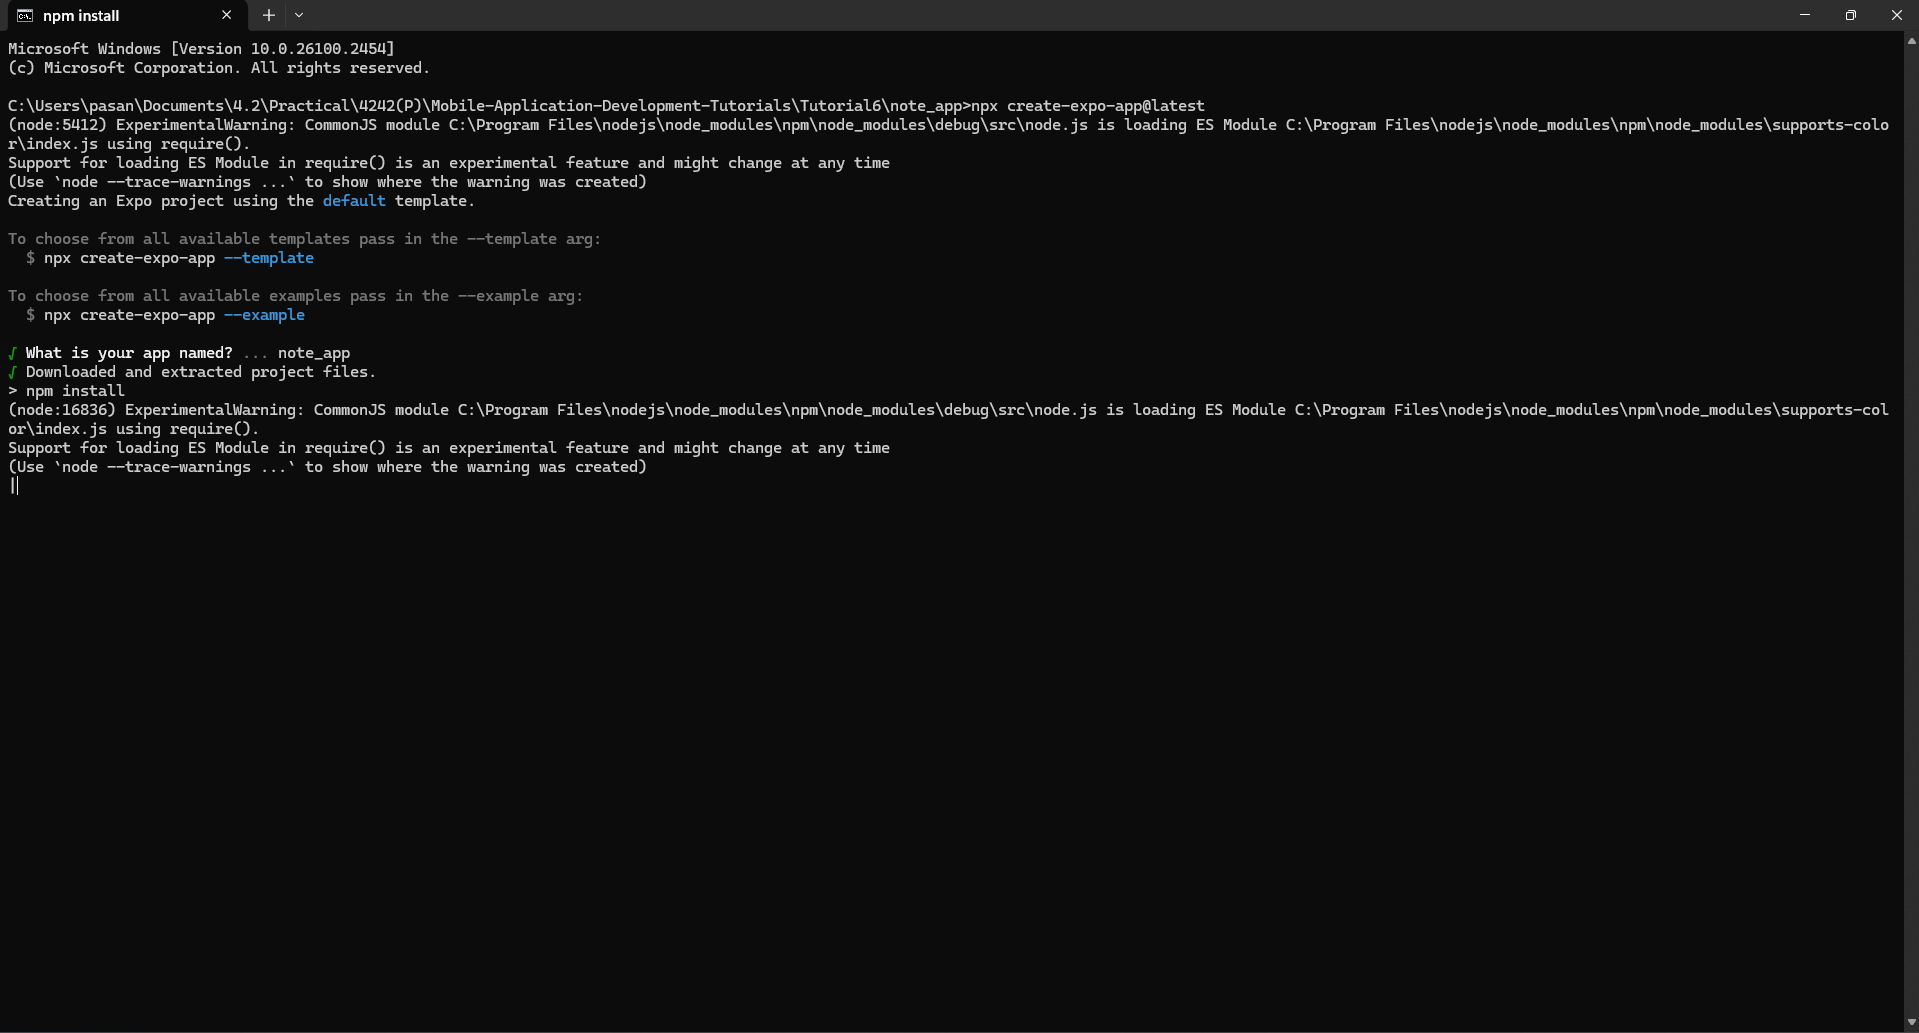 npm install
Microsoft Windows [Version 10.0.26100.2454]
(c) Microsoft Corporation. All rights reserved.
C:\Users\pasan\Documents\4.2\Practical\4242(P)\Mobile-Application-Development-Tutorials\Tutorial6\note_app>npx create-expo-app@latest
(node:5412) ExperimentalWarning: CommonJS module C:\Program Files\nodejs\node_modules\npm\node_modules\debug\src\node.js is loading ES Module C:\Program Files\nodejs\node_modules\npm\node_modules\supports-colo
r\index.js using require().
Support for loading ES Module in require() is an experimental feature and might change at any time
(Use `node --trace-warnings ...` to show where the warning was created)
Creating an Expo project using the default template.
To choose from all available templates pass in the --template arg:
$ npx create-expo-app --template
To choose from all available examples pass in the --example arg:
$ npx create-expo-app --example
√ What is your app named? ... note_app
√ Downloaded and extracted project files.
> npm install
(node:16836) ExperimentalWarning: CommonJS module C:\Program Files\nodejs\node_modules\npm\node_modules\debug\src\node.js is loading ES Module C:\Program Files\nodejs\node_modules\npm\node_modules\supports-col
or\index.js using require().
Support for loading ES Module in require() is an experimental feature and might change at any time
(Use `node --trace-warnings ...` to show where the warning was created)
|